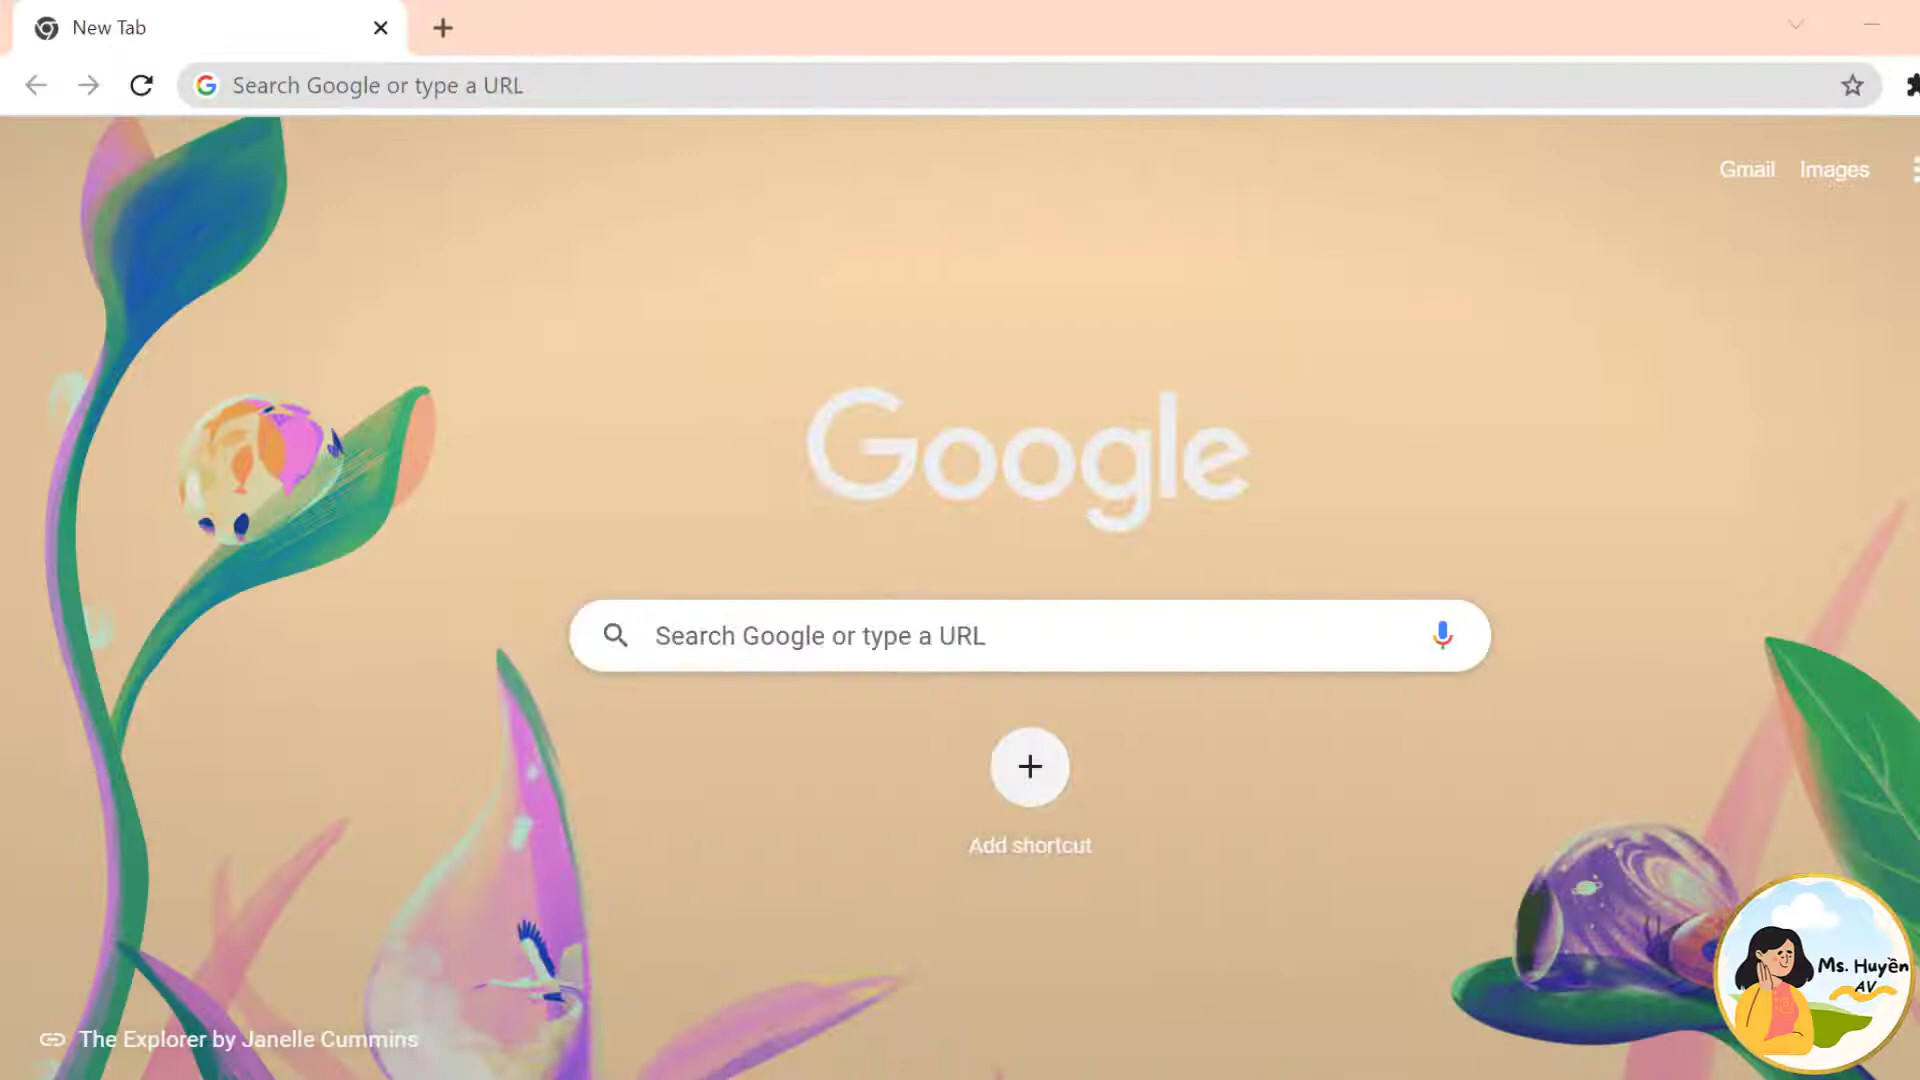 New Tab
Search Google or type a URL
Gmail Images
Google
Search Google or type a URL
Add shortcut
The Explorer by Janelle Cummins
Ms. Huyền
AV